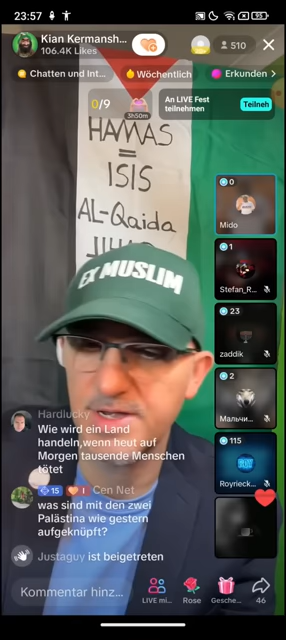 23:57
95
Kian Kermansh...
106.4K Likes
510
Chatten und Int...
Wöchentlich
Erkunden
0/9
3h50m
An LIVE Fest
teilnehmen
Teilneh
HAMAS
=
ISIS
AL-Qaida
EX MUSLIM
0
Mido
1
Stefan_R...
23
zaddik
2
Мальчи...
115
Royrieck...
Hardlucky
Wie wird ein Land
handeln,wenn heut auf
Morgen tausende Menschen
tötet
15
I
Cen Net
was sind mit den zwei
Palästina wie gestern
aufgeknüpft?
Justaguy ist beigetreten
Kommentar hinz...
LIVE mi...
Rose
Gesche...
46